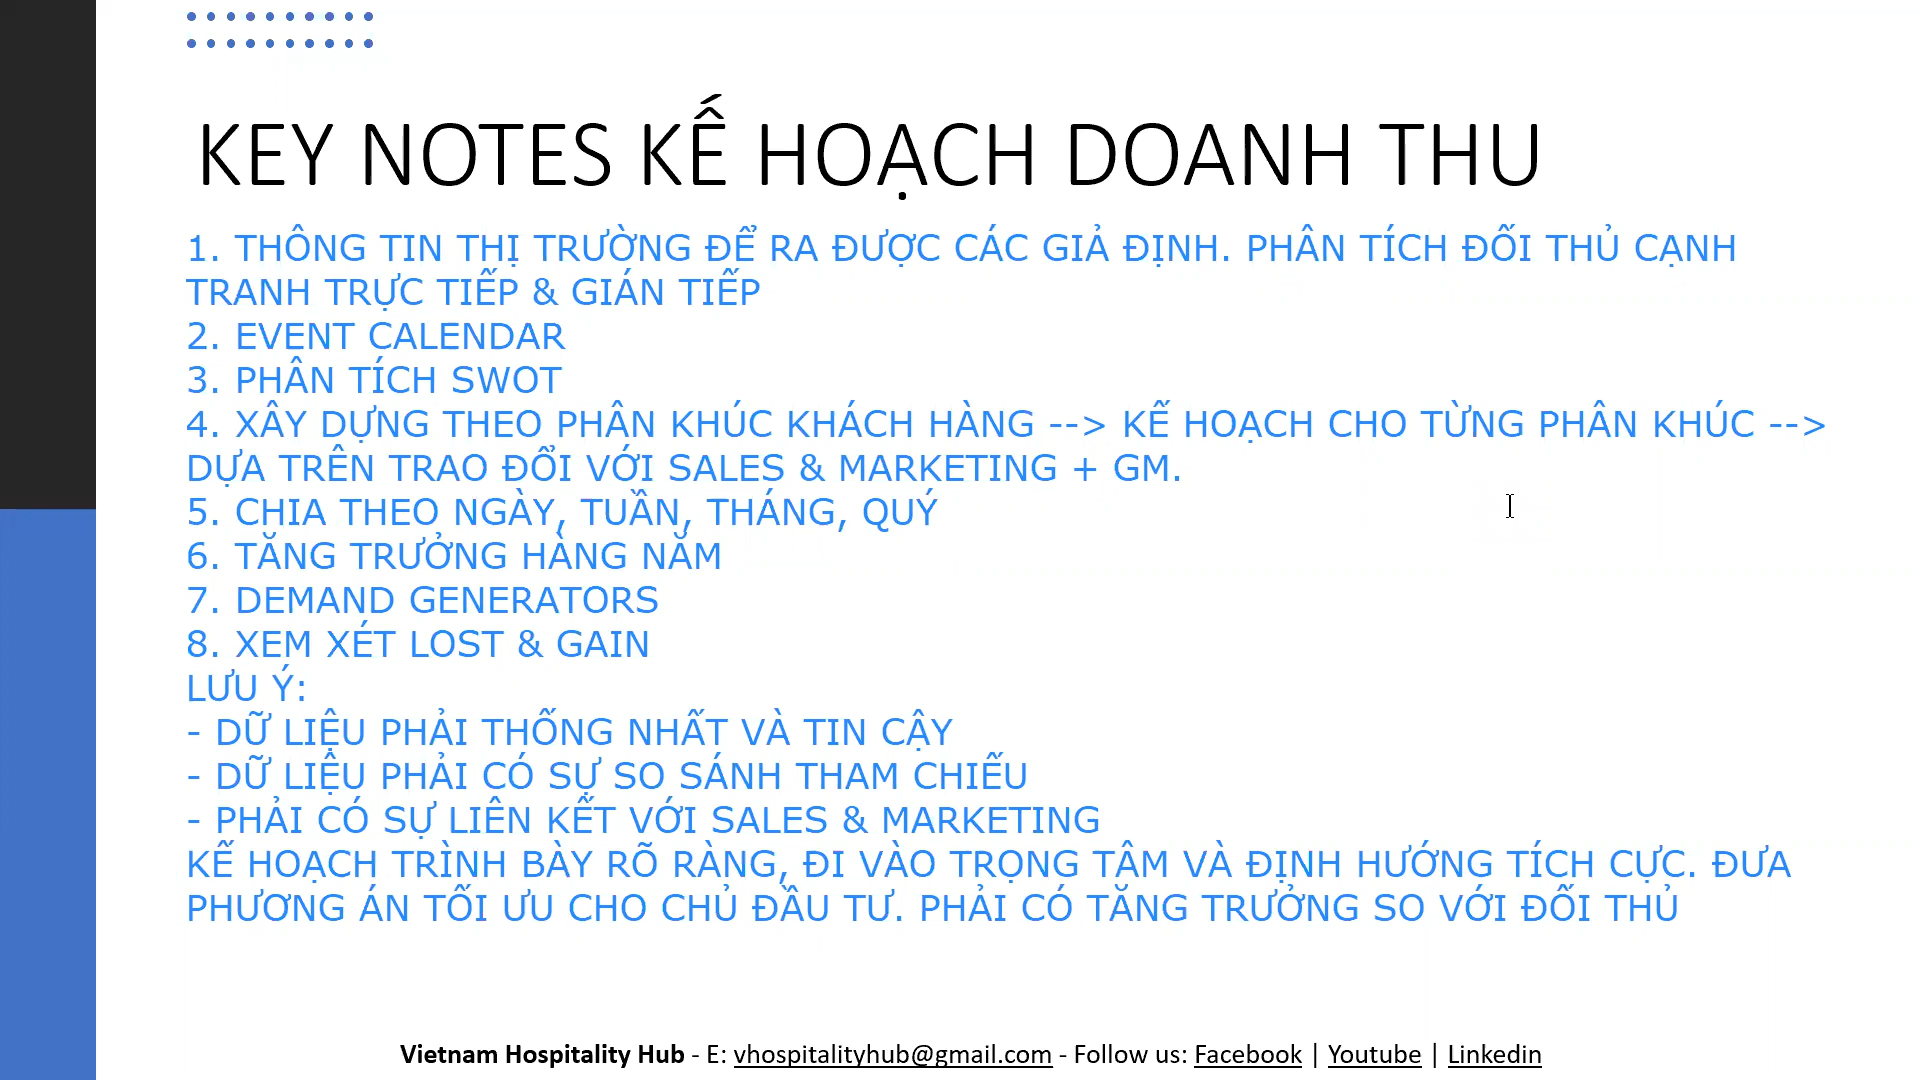 KEY NOTES KẾ HOẠCH DOANH THU
1. THÔNG TIN THỊ TRƯỜNG ĐỂ RA ĐƯỢC CÁC GIẢ ĐỊNH. PHÂN TÍCH ĐỐI THỦ CẠNH
TRANH TRỰC TIẾP & GIÁN TIẾP
2. EVENT CALENDAR
3. PHÂN TÍCH SWOT
4. XÂY DỰNG THEO PHÂN KHÚC KHÁCH HÀNG --> KẾ HOẠCH CHO TỪNG PHÂN KHÚC -->
DỰA TRÊN TRAO ĐỔI VỚI SALES & MARKETING + GM.
5. CHIA THEO NGÀY, TUẦN, THÁNG, QUÝ
6. TĂNG TRƯỞNG HÀNG NĂM
7. DEMAND GENERATORS
8. XEM XÉT LOST & GAIN
LƯU Ý:
- DỮ LIỆU PHẢI THỐNG NHẤT VÀ TIN CẬY
- DỮ LIỆU PHẢI CÓ SỰ SO SÁNH THAM CHIẾU
- PHẢI CÓ SỰ LIÊN KẾT VỚI SALES & MARKETING
KẾ HOẠCH TRÌNH BÀY RÕ RÀNG, ĐI VÀO TRỌNG TÂM VÀ ĐỊNH HƯỚNG TÍCH CỰC. ĐƯA
PHƯƠNG ÁN TỐI ƯU CHO CHỦ ĐẦU TƯ. PHẢI CÓ TĂNG TRƯỞNG SO VỚI ĐỐI THỦ
Vietnam Hospitality Hub - E: vhospitalityhub@gmail.com - Follow us: Facebook | Youtube | Linkedin